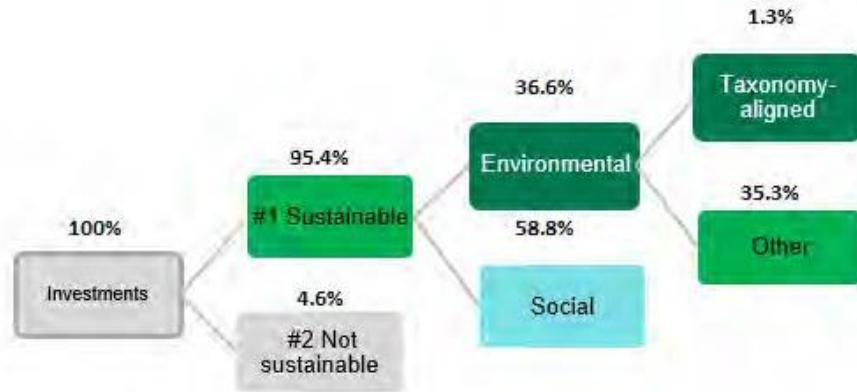 1.3%
Taxonomy-
aligned
36.6%
Environmental
95.4%
#1 Sustainable
35.3%
Other
58.8%
Social
100%
Investments
4.6%
#2 Not
sustainable